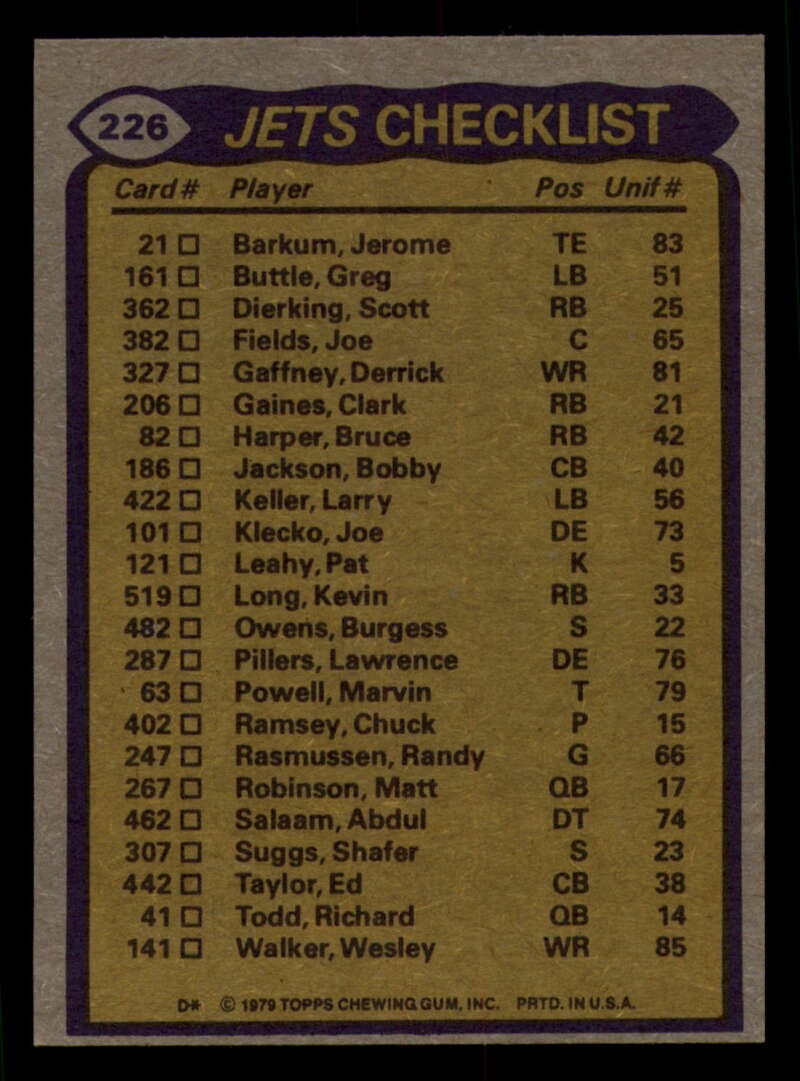 226 JETS CHECKLIST
Card# Player Pos Unif#
21 Barkum, Jerome TE 83
161 Buttle, Greg LB 51
362 Dierking, Scott RB 25
382 Fields, Joe C 65
327 Gaffney, Derrick WR 81
206 Gaines, Clark RB 21
82 Harper, Bruce RB 42
186 Jackson, Bobby CB 40
422 Keller, Larry LB 56
101 Klecko, Joe DE 73
121 Leahy, Pat K 5
519 Long, Kevin RB 33
482 Owens, Burgess S 22
287 Pillers, Lawrence DE 76
63 Powell, Marvin T 79
402 Ramsey, Chuck P 15
247 Rasmussen, Randy G 66
267 Robinson, Matt QB 17
462 Salaam, Abdul DT 74
307 Suggs, Shafer S 23
442 Taylor, Ed CB 38
41 Todd, Richard QB 14
141 Walker, Wesley WR 85
D* © 1979 TOPPS CHEWING GUM, INC. PRTD. IN U.S.A.